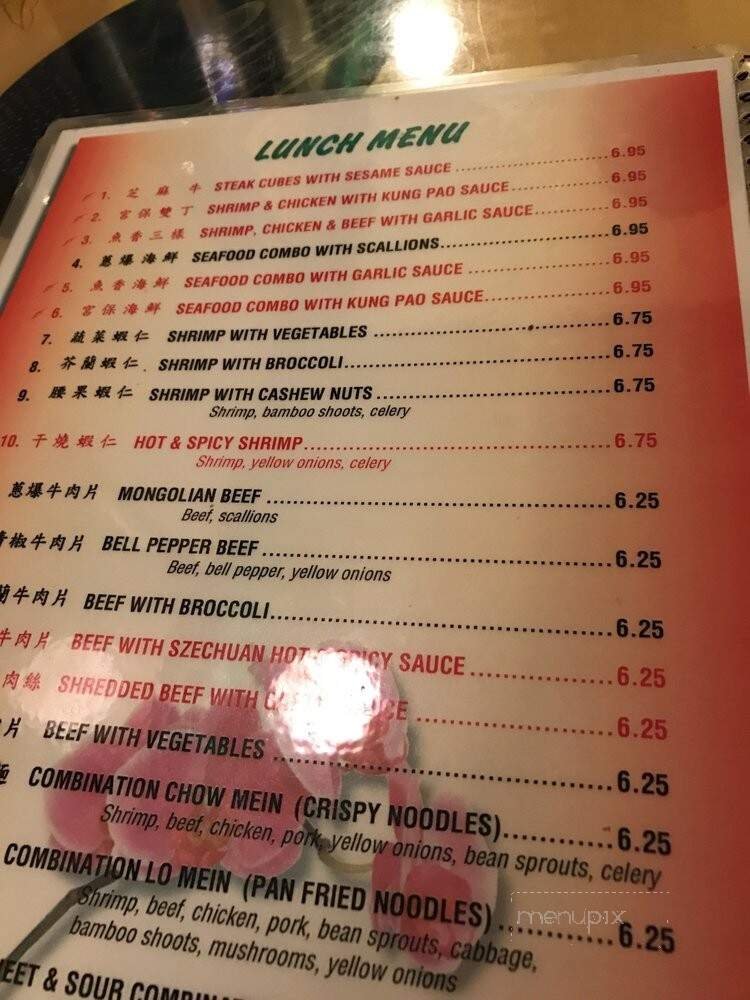 LUNCH MENU
1. 芝麻牛 STEAK CUBES WITH SESAME SAUCE 6.95
2. 宮保雙丁 SHRIMP & CHICKEN WITH KUNG PAO SAUCE 6.95
3. 魚香三樣 SHRIMP, CHICKEN & BEEF WITH GARLIC SAUCE 6.95
4. 蔥爆海鮮 SEAFOOD COMBO WITH SCALLIONS 6.95
5. 魚香海鮮 SEAFOOD COMBO WITH GARLIC SAUCE 6.95
6. 宮保海鮮 SEAFOOD COMBO WITH KUNG PAO SAUCE 6.95
7. 蔬菜蝦仁 SHRIMP WITH VEGETABLES 6.75
8. 芥蘭蝦仁 SHRIMP WITH BROCCOLI 6.75
9. 腰果蝦仁 SHRIMP WITH CASHEW NUTS 6.75
Shrimp, bamboo shoots, celery
10. 干燒蝦仁 HOT & SPICY SHRIMP 6.75
Shrimp, yellow onions, celery
蔥爆牛肉片 MONGOLIAN BEEF 6.25
Beef, scallions
青椒牛肉片 BELL PEPPER BEEF 6.25
Beef, bell pepper, yellow onions
蘭牛肉片 BEEF WITH BROCCOLI 6.25
牛肉片 BEEF WITH SZECHUAN HOT & SPICY SAUCE 6.25
肉絲 SHREDDED BEEF WITH 6.25
片 BEEF WITH VEGETABLES 6.25
COMBINATION CHOW MEIN (CRISPY NOODLES) 6.25
Shrimp, beef, chicken, pork, yellow onions, bean sprouts, celery
COMBINATION LO MEIN (PAN FRIED NOODLES) 6.25
Shrimp, beef, chicken, pork, bean sprouts, cabbage,
bamboo shoots, mushrooms, yellow onions
& SOUR
menupix